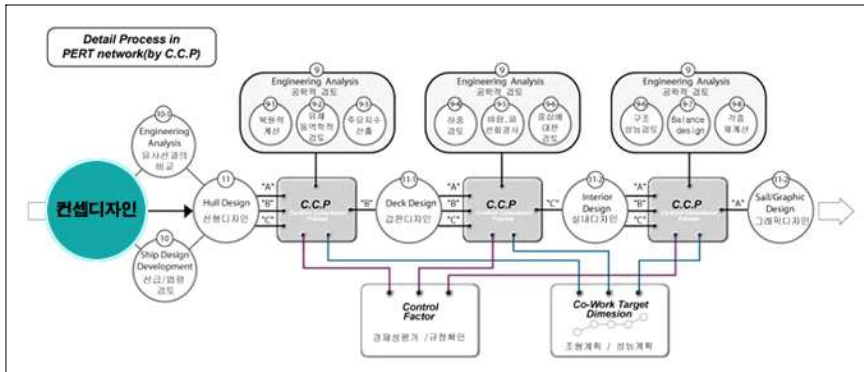 Detail Process in
PERT network(by C.C.P)
9
Engineering Analysis
공학적 검토
9-1
복원력
계산
9-2
유체
동역학적
검토
9-3
주요치수
산출
9
Engineering Analysis
공학적 검토
9-4
하중
검토
9-5
바람,파
선회경사
9-6
중심에
대한
검토
9
Engineering Analysis
공학적 검토
9-6
구조
성능검토
9-7
Balance
design
9-8
각종
재계산
10-1
Engineering
Analysis
유사선과의
비교
컨셉디자인
10
Ship Design
Development
선급/법령
검토
11
Hull Design
선형디자인
"A"
"B"
"C"
C.C.P
"B"
11-1
Deck Design
갑판디자인
"A"
"B"
"C"
C.C.P
"C"
11-2
Interior
Design
실내디자인
"A"
"B"
"C"
C.C.P
"A"
11-2
Sail/Graphic
Design
그래픽디자인
Control
Factor
경제성평가 /규정확인
Co-Work Target
Dimesion
조형계획 / 성능계획